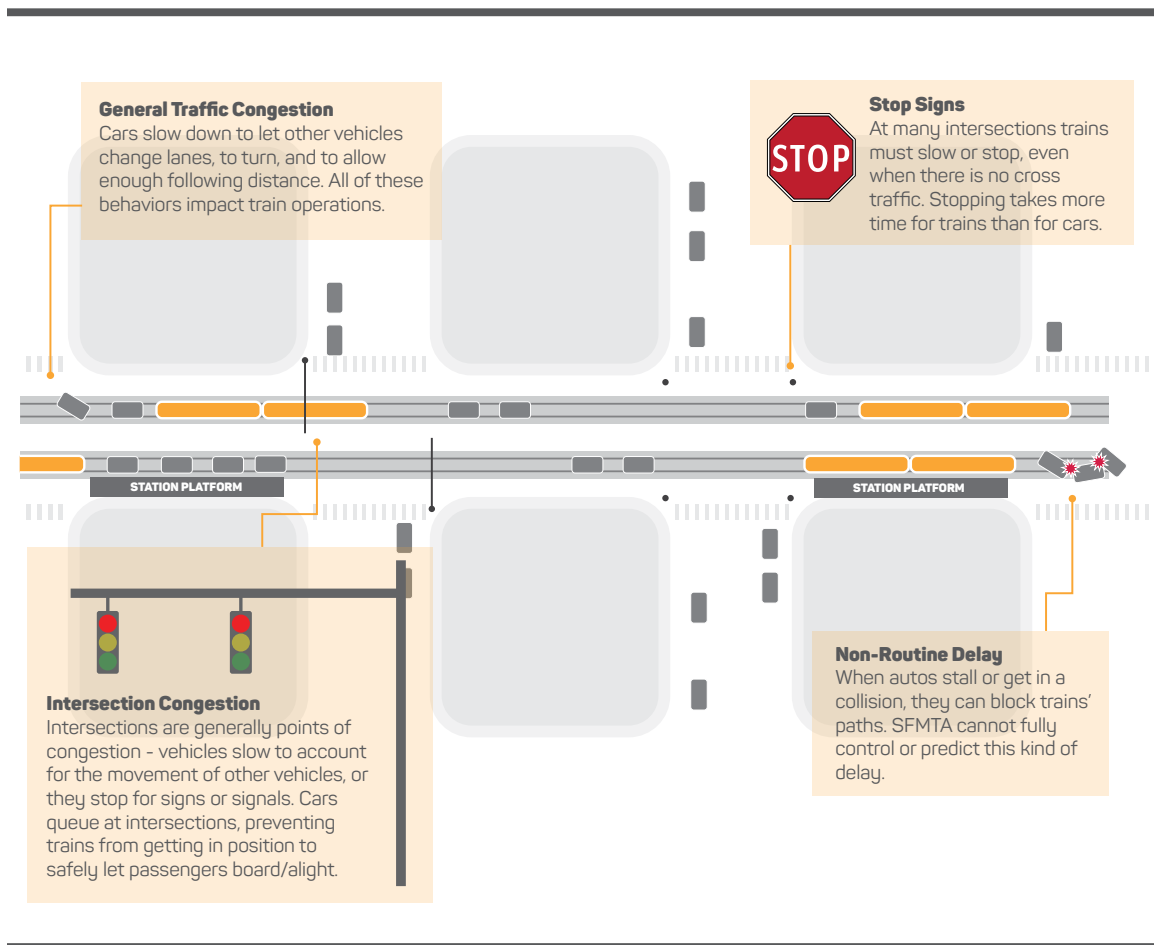 General Traffic Congestion
Cars slow down to let other vehicles
change lanes, to turn, and to allow
enough following distance. All of these
behaviors impact train operations.
STOP
Stop Signs
At many intersections trains
must slow or stop, even
when there is no cross
traffic. Stopping takes more
time for trains than for cars.
STATION PLATFORM
STATION PLATFORM
Intersection Congestion
Intersections are generally points of
congestion - vehicles slow to account
for the movement of other vehicles, or
they stop for signs or signals. Cars
queue at intersections, preventing
trains from getting in position to
safely let passengers board/alight.
Non-Routine Delay
When autos stall or get in a
collision, they can block trains’
paths. SFMTA cannot fully
control or predict this kind of
delay.